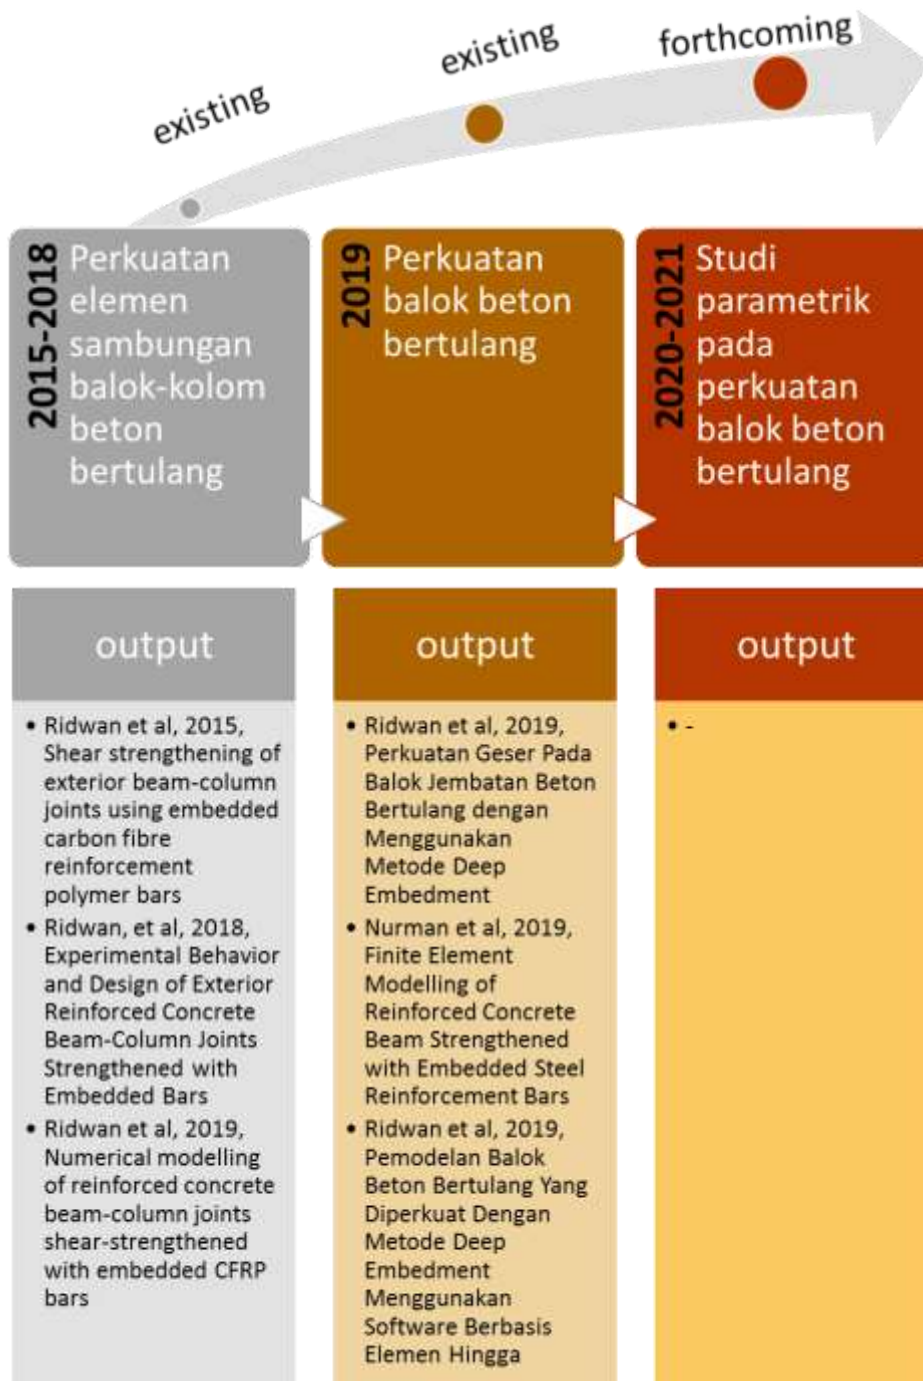 existing
existing
forthcoming
2015-2018
Perkuatan
elemen
sambungan
balok-kolom
beton
bertulang
2019
Perkuatan
balok beton
bertulang
2020-2021
Studi
parametrik
pada
perkuatan
balok beton
bertulang
output
• Ridwan et al, 2015,
Shear strengthening of
exterior beam-column
joints using embedded
carbon fibre
reinforcement
polymer bars
• Ridwan, et al, 2018,
Experimental Behavior
and Design of Exterior
Reinforced Concrete
Beam-Column Joints
Strengthened with
Embedded Bars
• Ridwan et al, 2019,
Numerical modelling
of reinforced concrete
beam-column joints
shear-strengthened
with embedded CFRP
bars
output
• Ridwan et al, 2019,
Perkuatan Geser Pada
Balok Jembatan Beton
Bertulang dengan
Menggunakan
Metode Deep
Embedment
• Nurman et al, 2019,
Finite Element
Modelling of
Reinforced Concrete
Beam Strengthened
with Embedded Steel
Reinforcement Bars
• Ridwan et al, 2019,
Pemodelan Balok
Beton Bertulang Yang
Diperkuat Dengan
Metode Deep
Embedment
Menggunakan
Software Berbasis
Elemen Hingga
output
• -